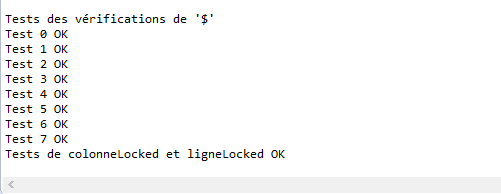 Tests des vérifications de '$'
Test 0 OK
Test 1 OK
Test 2 OK
Test 3 OK
Test 4 OK
Test 5 OK
Test 6 OK
Test 7 OK
Tests de colonneLocked et ligneLocked OK